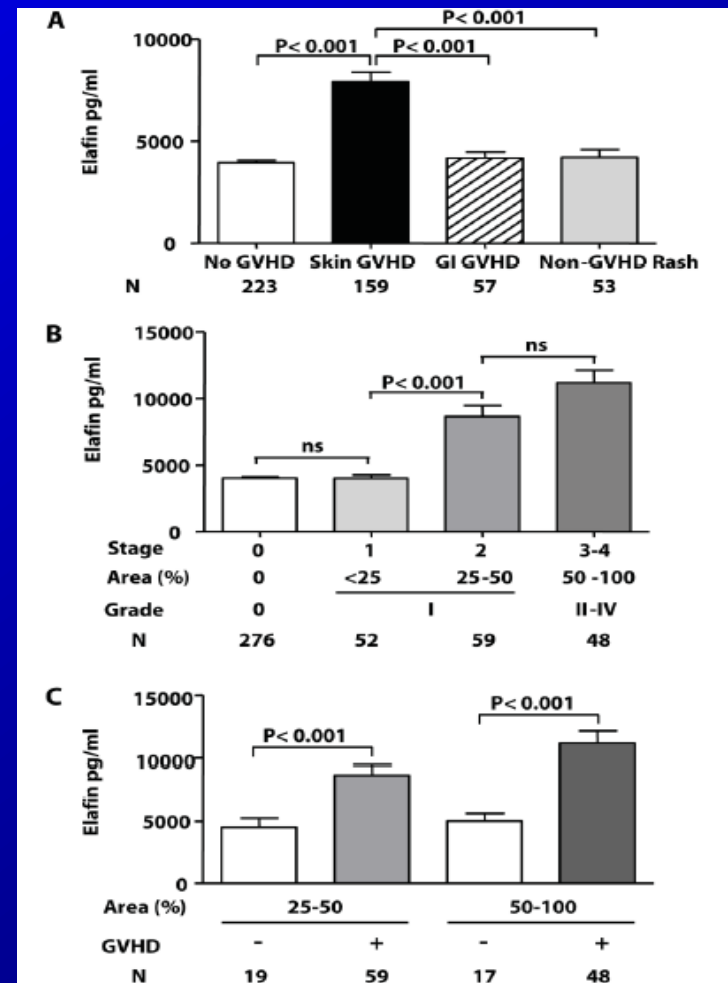 A
P< 0.001
10000
P< 0.001
P< 0.001
Elafin pg/ml
5000
0
No GVHD Skin GVHD GI GVHD Non-GVHD Rash
N 223 159 57 53
B
15000
ns
P< 0.001
10000
Elafin pg/ml
ns
5000
0
Stage 0 1 2 3-4
Area (%) 0 <25 25-50 50 -100
Grade 0 I II-IV
N 276 52 59 48
C
15000
P< 0.001
P< 0.001
10000
Elafin pg/ml
5000
0
Area (%) 25-50 50-100
GVHD - + - +
N 19 59 17 48